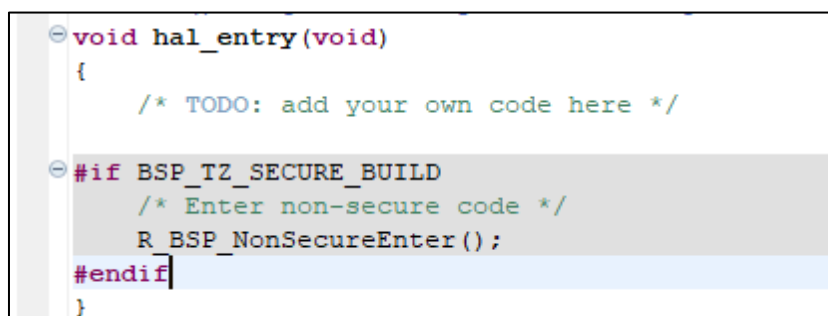 void hal_entry(void)
{
/* TODO: add your own code here */
#if BSP_TZ_SECURE_BUILD
/* Enter non-secure code */
R_BSP_NonSecureEnter();
#endif
}